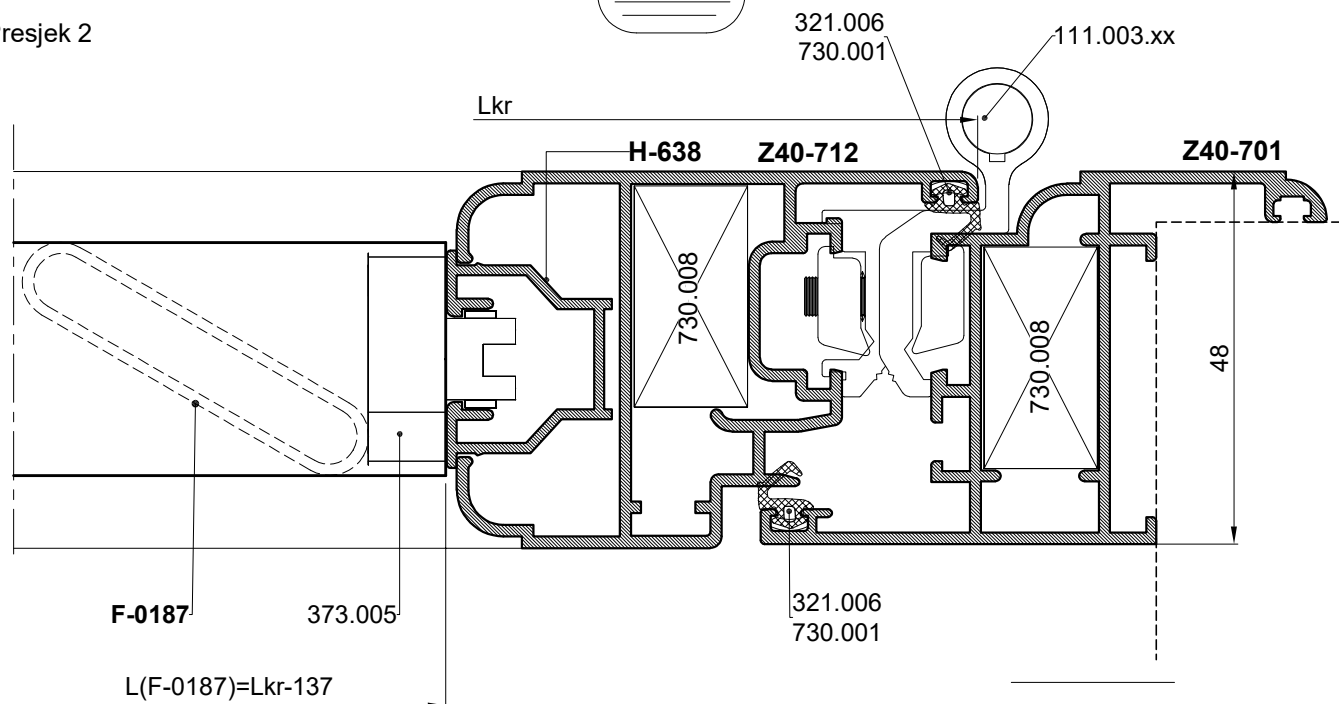 resjek 2
321.006
730.001
111.003.xx
Lkr
H-638
Z40-712
Z40-701
730.008
730.008
48
F-0187
373.005
321.006
730.001
L(F-0187)=Lkr-137